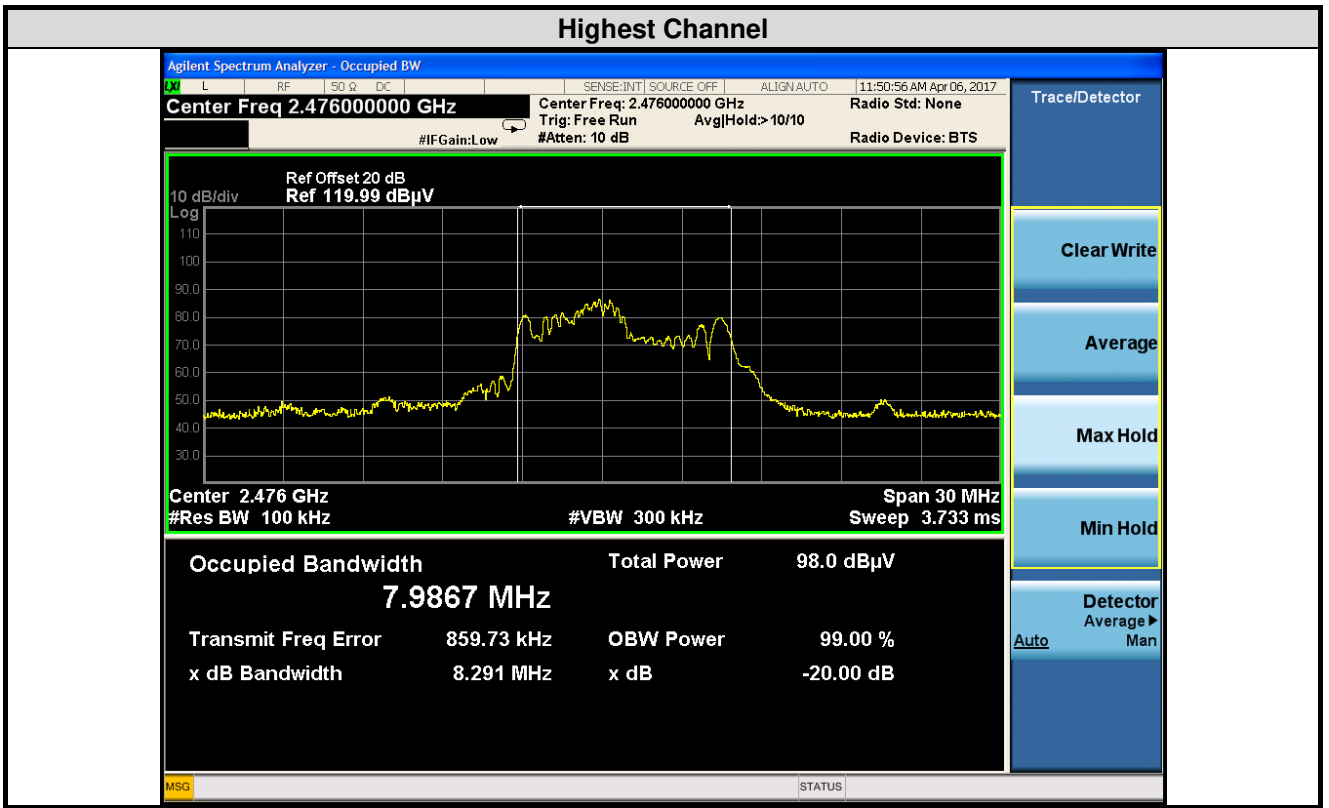 Highest Channel
Agilent Spectrum Analyzer - Occupied BW
LXI L RF 50 Ω DC SENSE:INT SOURCE OFF ALIGN AUTO 11:50:56 AM Apr 06, 2017
Center Freq 2.476000000 GHz
Center Freq: 2.476000000 GHz Radio Std: None
Trig: Free Run Avg|Hold:> 10/10
#IFGain:Low #Atten: 10 dB Radio Device: BTS
Trace/Detector
Ref Offset 20 dB
10 dB/div Ref 119.99 dBµV
Log
110
100
90.0
80.0
70.0
60.0
50.0
40.0
30.0
Center 2.476 GHz Span 30 MHz
#Res BW 100 kHz #VBW 300 kHz Sweep 3.733 ms
Occupied Bandwidth Total Power 98.0 dBµV
7.9867 MHz
Transmit Freq Error 859.73 kHz OBW Power 99.00 %
x dB Bandwidth 8.291 MHz x dB -20.00 dB
Clear Write
Average
Max Hold
Min Hold
Detector
Average▶
Auto Man
MSG STATUS